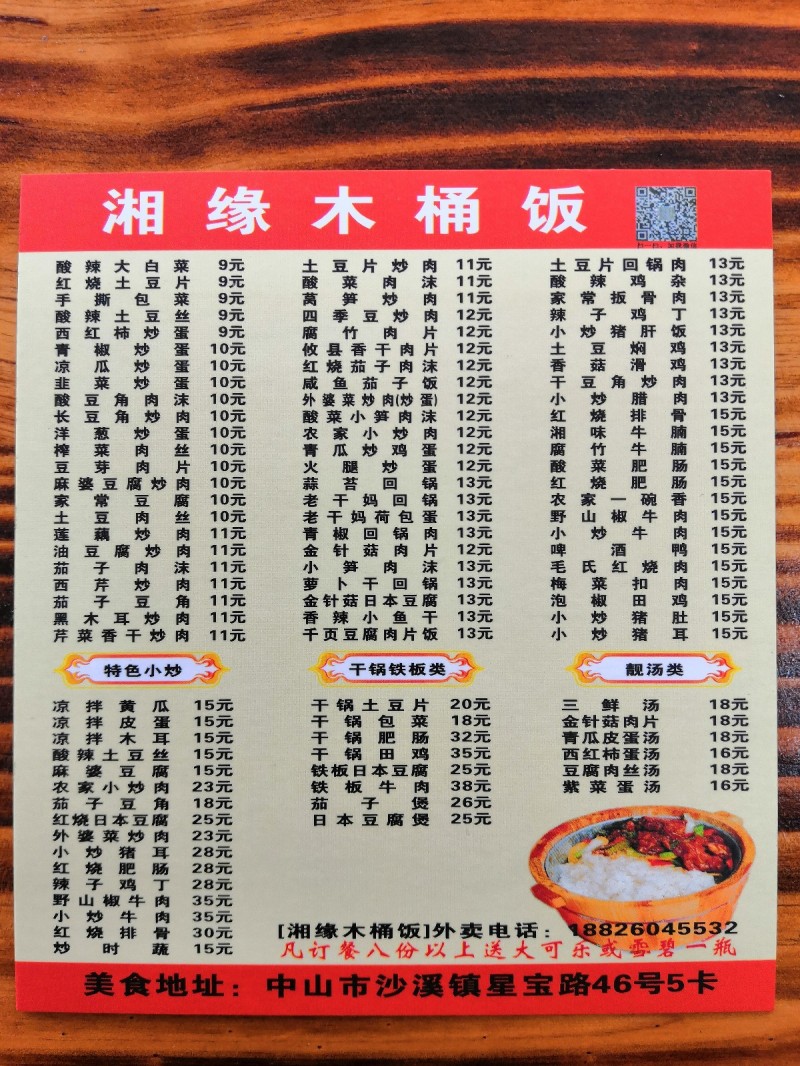 湘缘木桶饭
扫一扫，加我微信
酸辣大白菜 9元
红烧土豆片 9元
手撕包菜 9元
酸辣土豆丝 9元
西红柿炒蛋 9元
青椒炒蛋 10元
凉瓜炒蛋 10元
韭菜炒蛋 10元
酸豆角肉沫 10元
长豆角炒肉 10元
洋葱炒蛋 10元
榨菜肉丝 10元
豆芽肉片 10元
麻婆豆腐炒肉 10元
家常豆腐 10元
土豆肉丝 10元
莲藕炒肉 11元
油豆腐炒肉 11元
茄子肉沫 11元
西芹炒肉 11元
茄子豆角 11元
黑木耳炒肉 11元
芹菜香干炒肉 11元
土豆片炒肉 11元
酸菜肉沫 11元
莴笋炒肉 11元
四季豆炒肉 12元
腐竹肉片 12元
攸县香干肉片 12元
红烧茄子肉沫 12元
咸鱼茄子饭 12元
外婆菜炒肉(炒蛋) 12元
酸菜小笋肉沫 12元
农家小炒肉 12元
青瓜炒鸡蛋 12元
火腿炒蛋 12元
蒜苔回锅 13元
老干妈回锅 13元
老干妈荷包蛋 13元
青椒回锅肉 13元
金针菇肉片 12元
小笋肉沫 13元
萝卜干回锅 13元
金针菇日本豆腐 13元
香辣小鱼干 13元
千页豆腐肉片饭 13元
土豆片回锅肉 13元
酸辣鸡杂 13元
家常扳骨肉 13元
辣子鸡丁 13元
小炒猪肝饭 13元
土豆焖鸡 13元
香菇滑鸡 13元
干豆角炒肉 13元
小炒腊肉 13元
红烧排骨 15元
湘味牛腩 15元
腐竹牛腩 15元
酸菜肥肠 15元
红烧肥肠 15元
农家一碗香 15元
野山椒牛肉 15元
小炒牛肉 15元
啤酒鸭 15元
毛氏红烧肉 15元
梅菜扣肉 15元
泡椒田鸡 15元
小炒猪肚 15元
小炒猪耳 15元
特色小炒
凉拌黄瓜 15元
凉拌皮蛋 15元
凉拌木耳 15元
酸辣土豆丝 15元
麻婆豆腐 15元
农家小炒肉 23元
茄子豆角 18元
红烧日本豆腐 25元
外婆菜炒肉 23元
小炒猪耳 28元
红烧肥肠 28元
辣子鸡丁 28元
野山椒牛肉 35元
小炒牛肉 35元
红烧排骨 30元
炒时蔬 15元
干锅铁板类
干锅土豆片 20元
干锅包菜 18元
干锅肥肠 32元
干锅田鸡 35元
铁板日本豆腐 25元
铁板牛肉 38元
茄子煲 26元
日本豆腐煲 25元
靓汤类
三鲜汤 18元
金针菇肉片 18元
青瓜皮蛋汤 18元
西红柿蛋汤 16元
豆腐肉丝汤 18元
紫菜蛋汤 16元
[湘缘木桶饭]外卖电话：18826045532
凡订餐八份以上送大可乐或雪碧一瓶
美食地址：中山市沙溪镇星宝路46号5卡